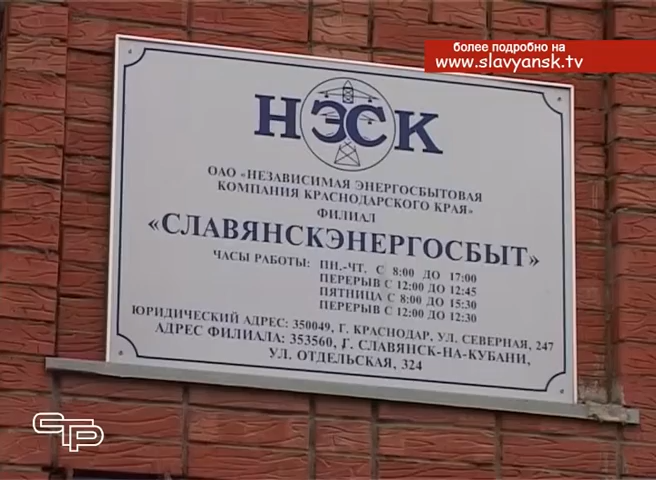 более подробно на
www.slavyansk.tv
НЭСК
ОАО «НЕЗАВИСИМАЯ ЭНЕРГОСБЫТОВАЯ
КОМПАНИЯ КРАСНОДАРСКОГО КРАЯ»
ФИЛИАЛ
«СЛАВЯНСКЭНЕРГОСБЫТ»
ЧАСЫ РАБОТЫ: ПН.-ЧТ. С 8:00 ДО 17:00
ПЕРЕРЫВ С 12:00 ДО 12:45
ПЯТНИЦА С 8:00 ДО 15:30
ПЕРЕРЫВ С 12:00 ДО 12:30
ЮРИДИЧЕСКИЙ АДРЕС: 350049, Г. КРАСНОДАР, УЛ. СЕВЕРНАЯ, 247
АДРЕС ФИЛИАЛА: 353560, Г. СЛАВЯНСК-НА-КУБАНИ,
УЛ. ОТДЕЛЬСКАЯ, 324
СТР